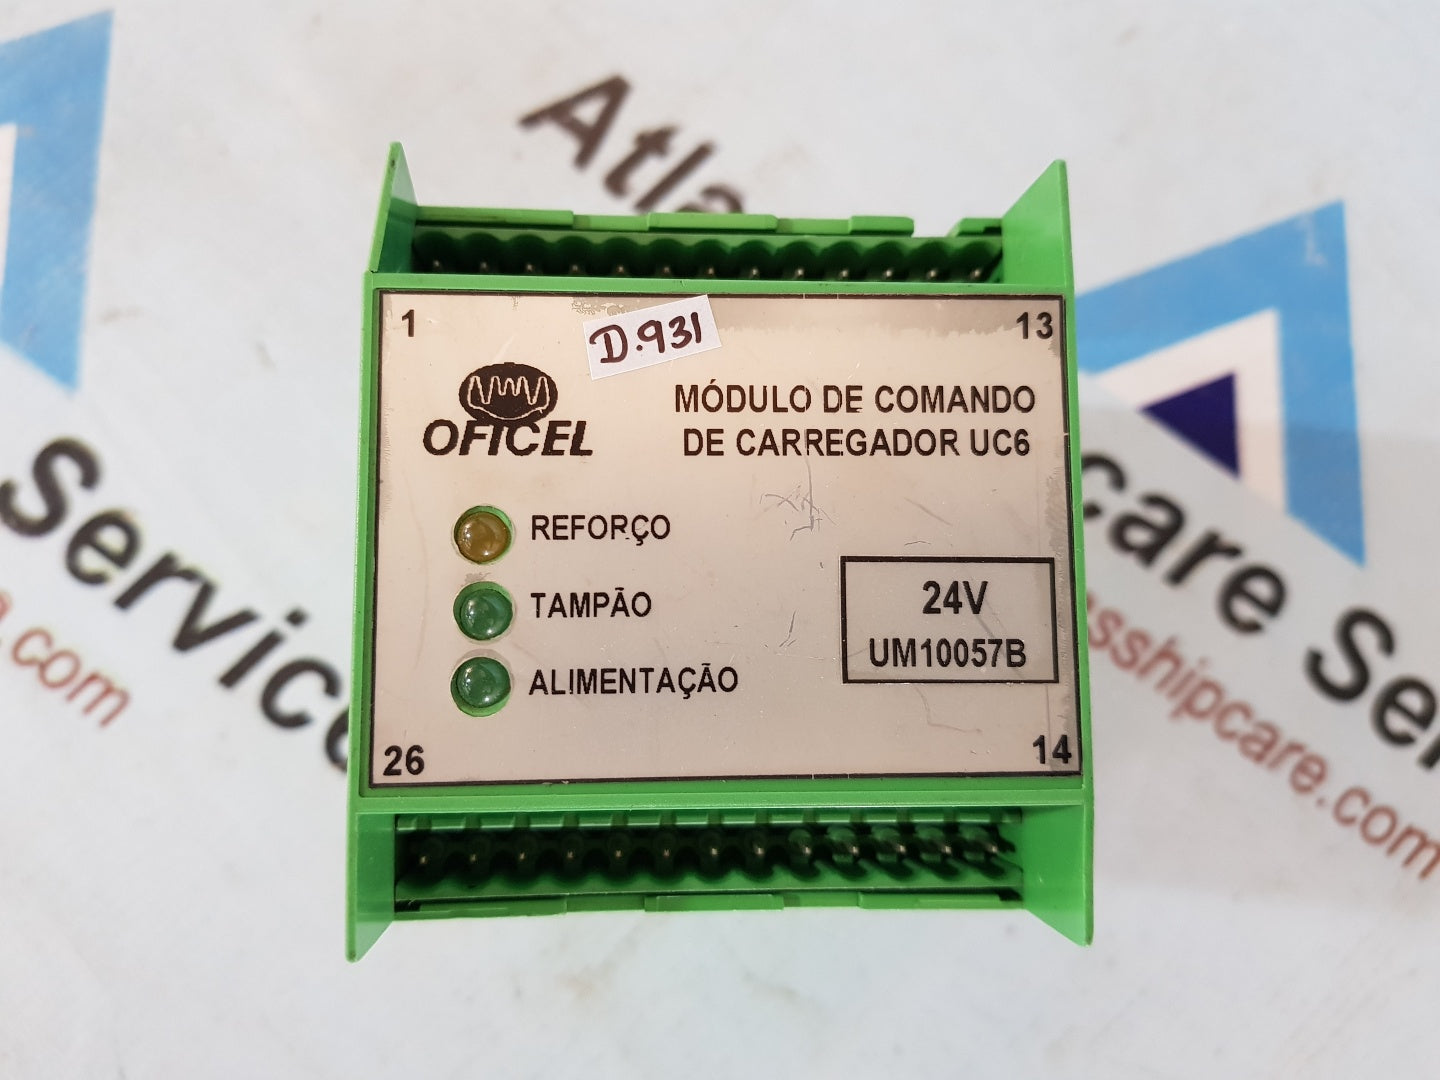 Atla
1
D.931
13
OFICEL
MÓDULO DE COMANDO
DE CARREGADOR UC6
REFORÇO
TAMPÃO
ALIMENTAÇÃO
24V
UM10057B
26
14
Service
.com
care Se
sshipcare.com